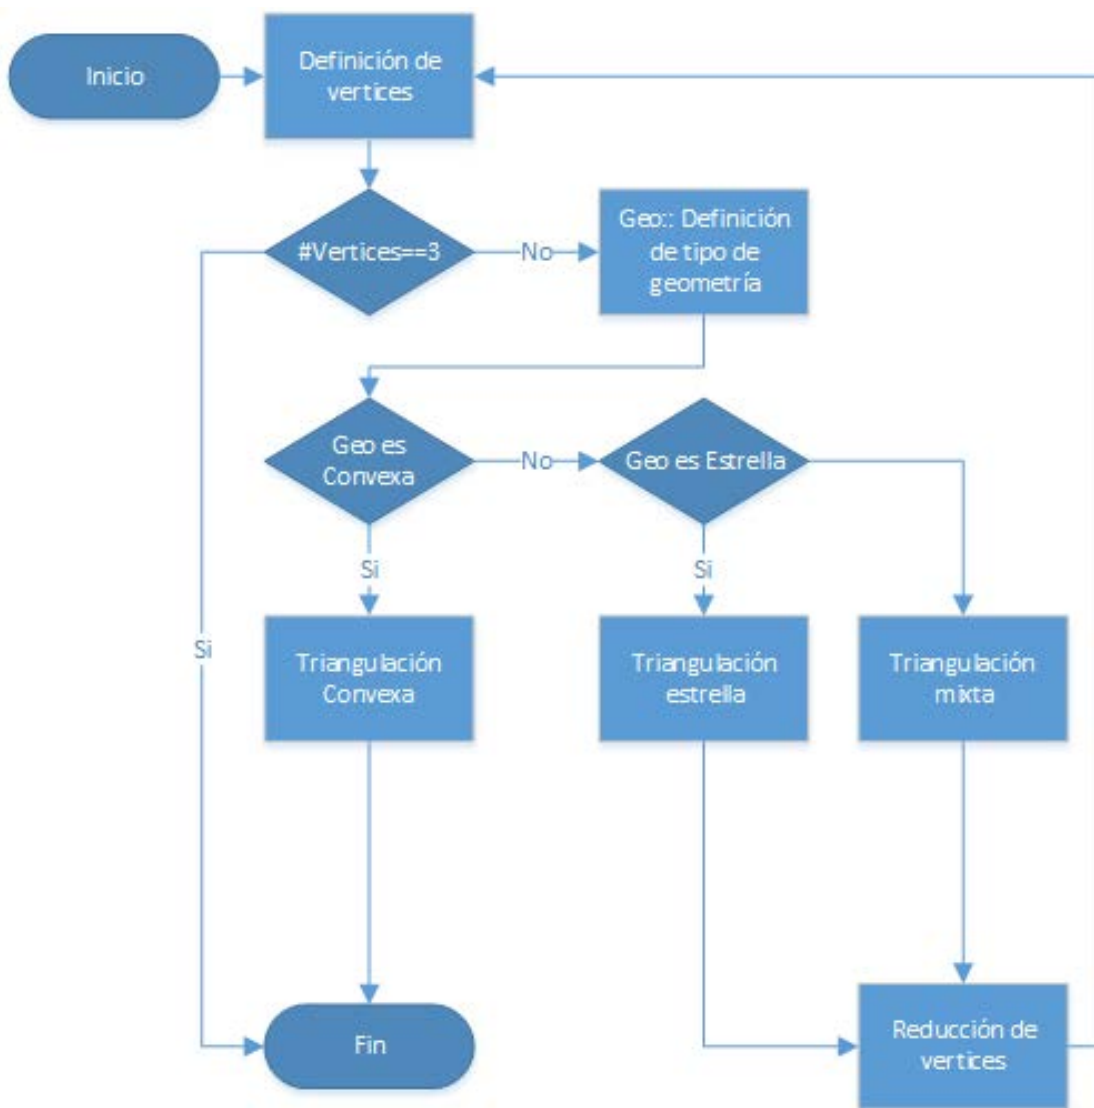 Inicio
Definición de
vertices
#Vertices==3
No
Geo:: Definición
de tipo de
geometría
Geo es
Convexa
No
Geo es Estrella
Si
Si
Si
Triangulación
Convexa
Triangulación
estrella
Triangulación
mixta
Fin
Reducción de
vertices